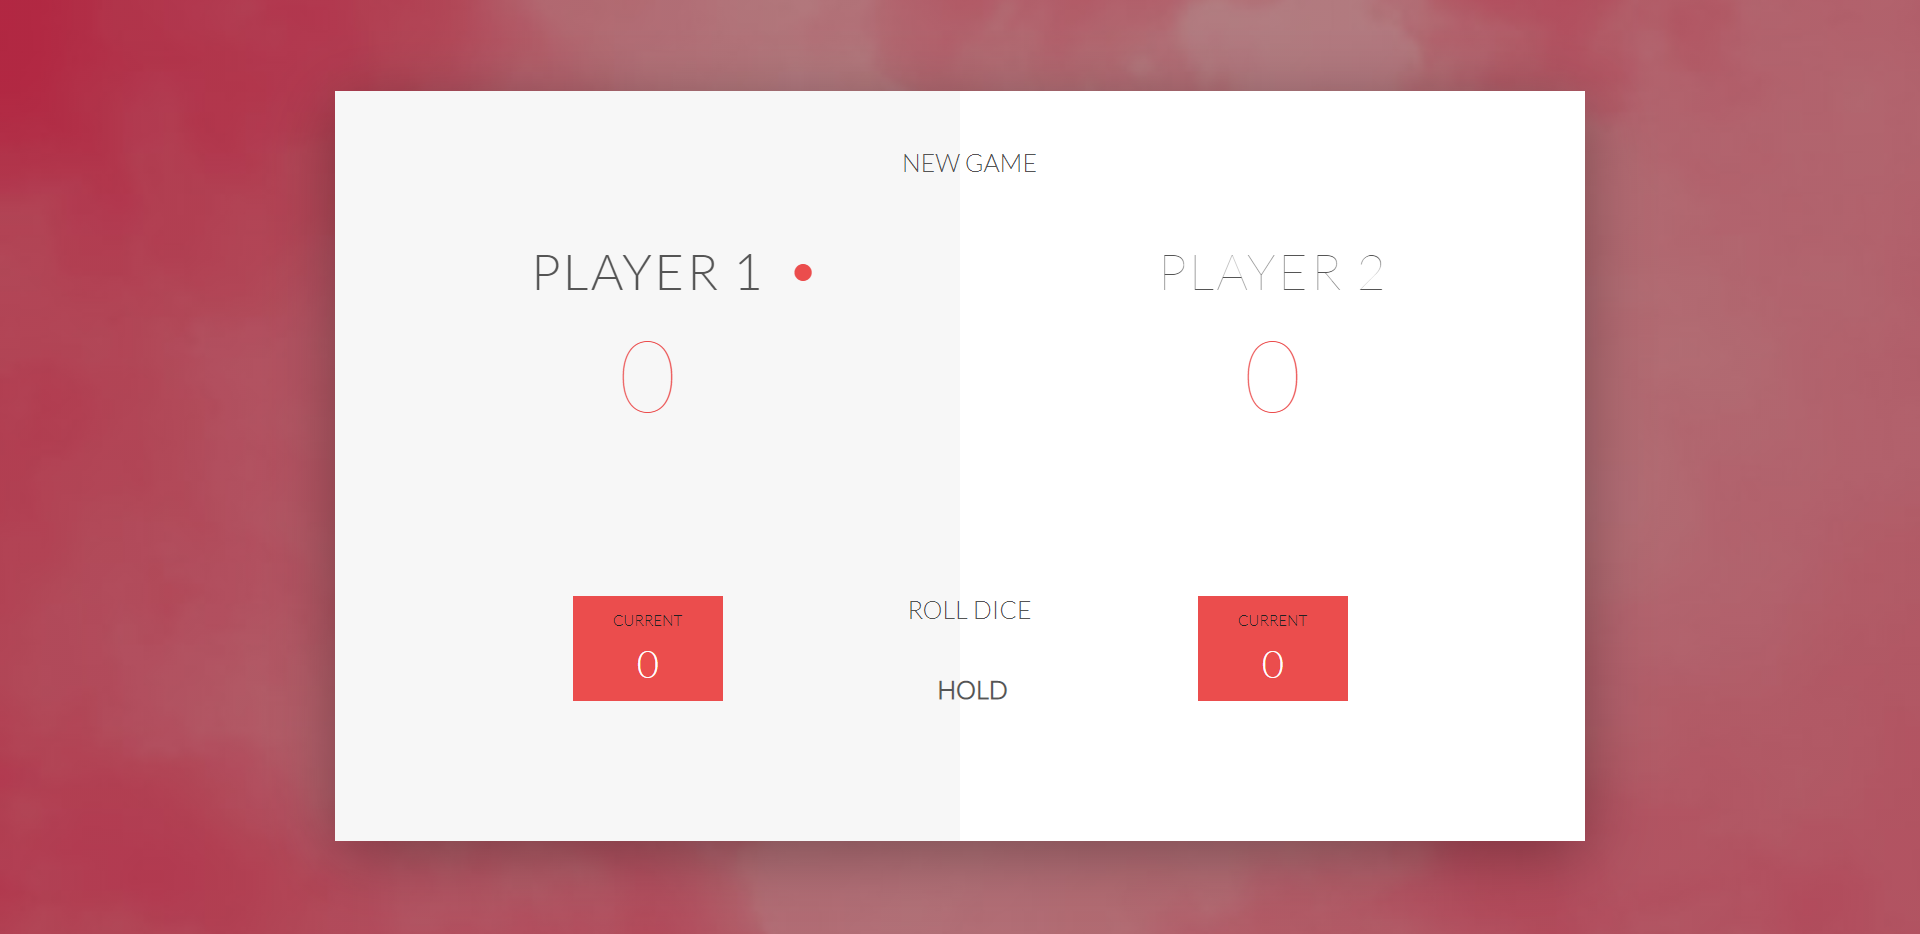 NEW GAME
PLAYER 1
PLAYER 2
0
0
CURRENT
0
ROLL DICE
HOLD
CURRENT
0